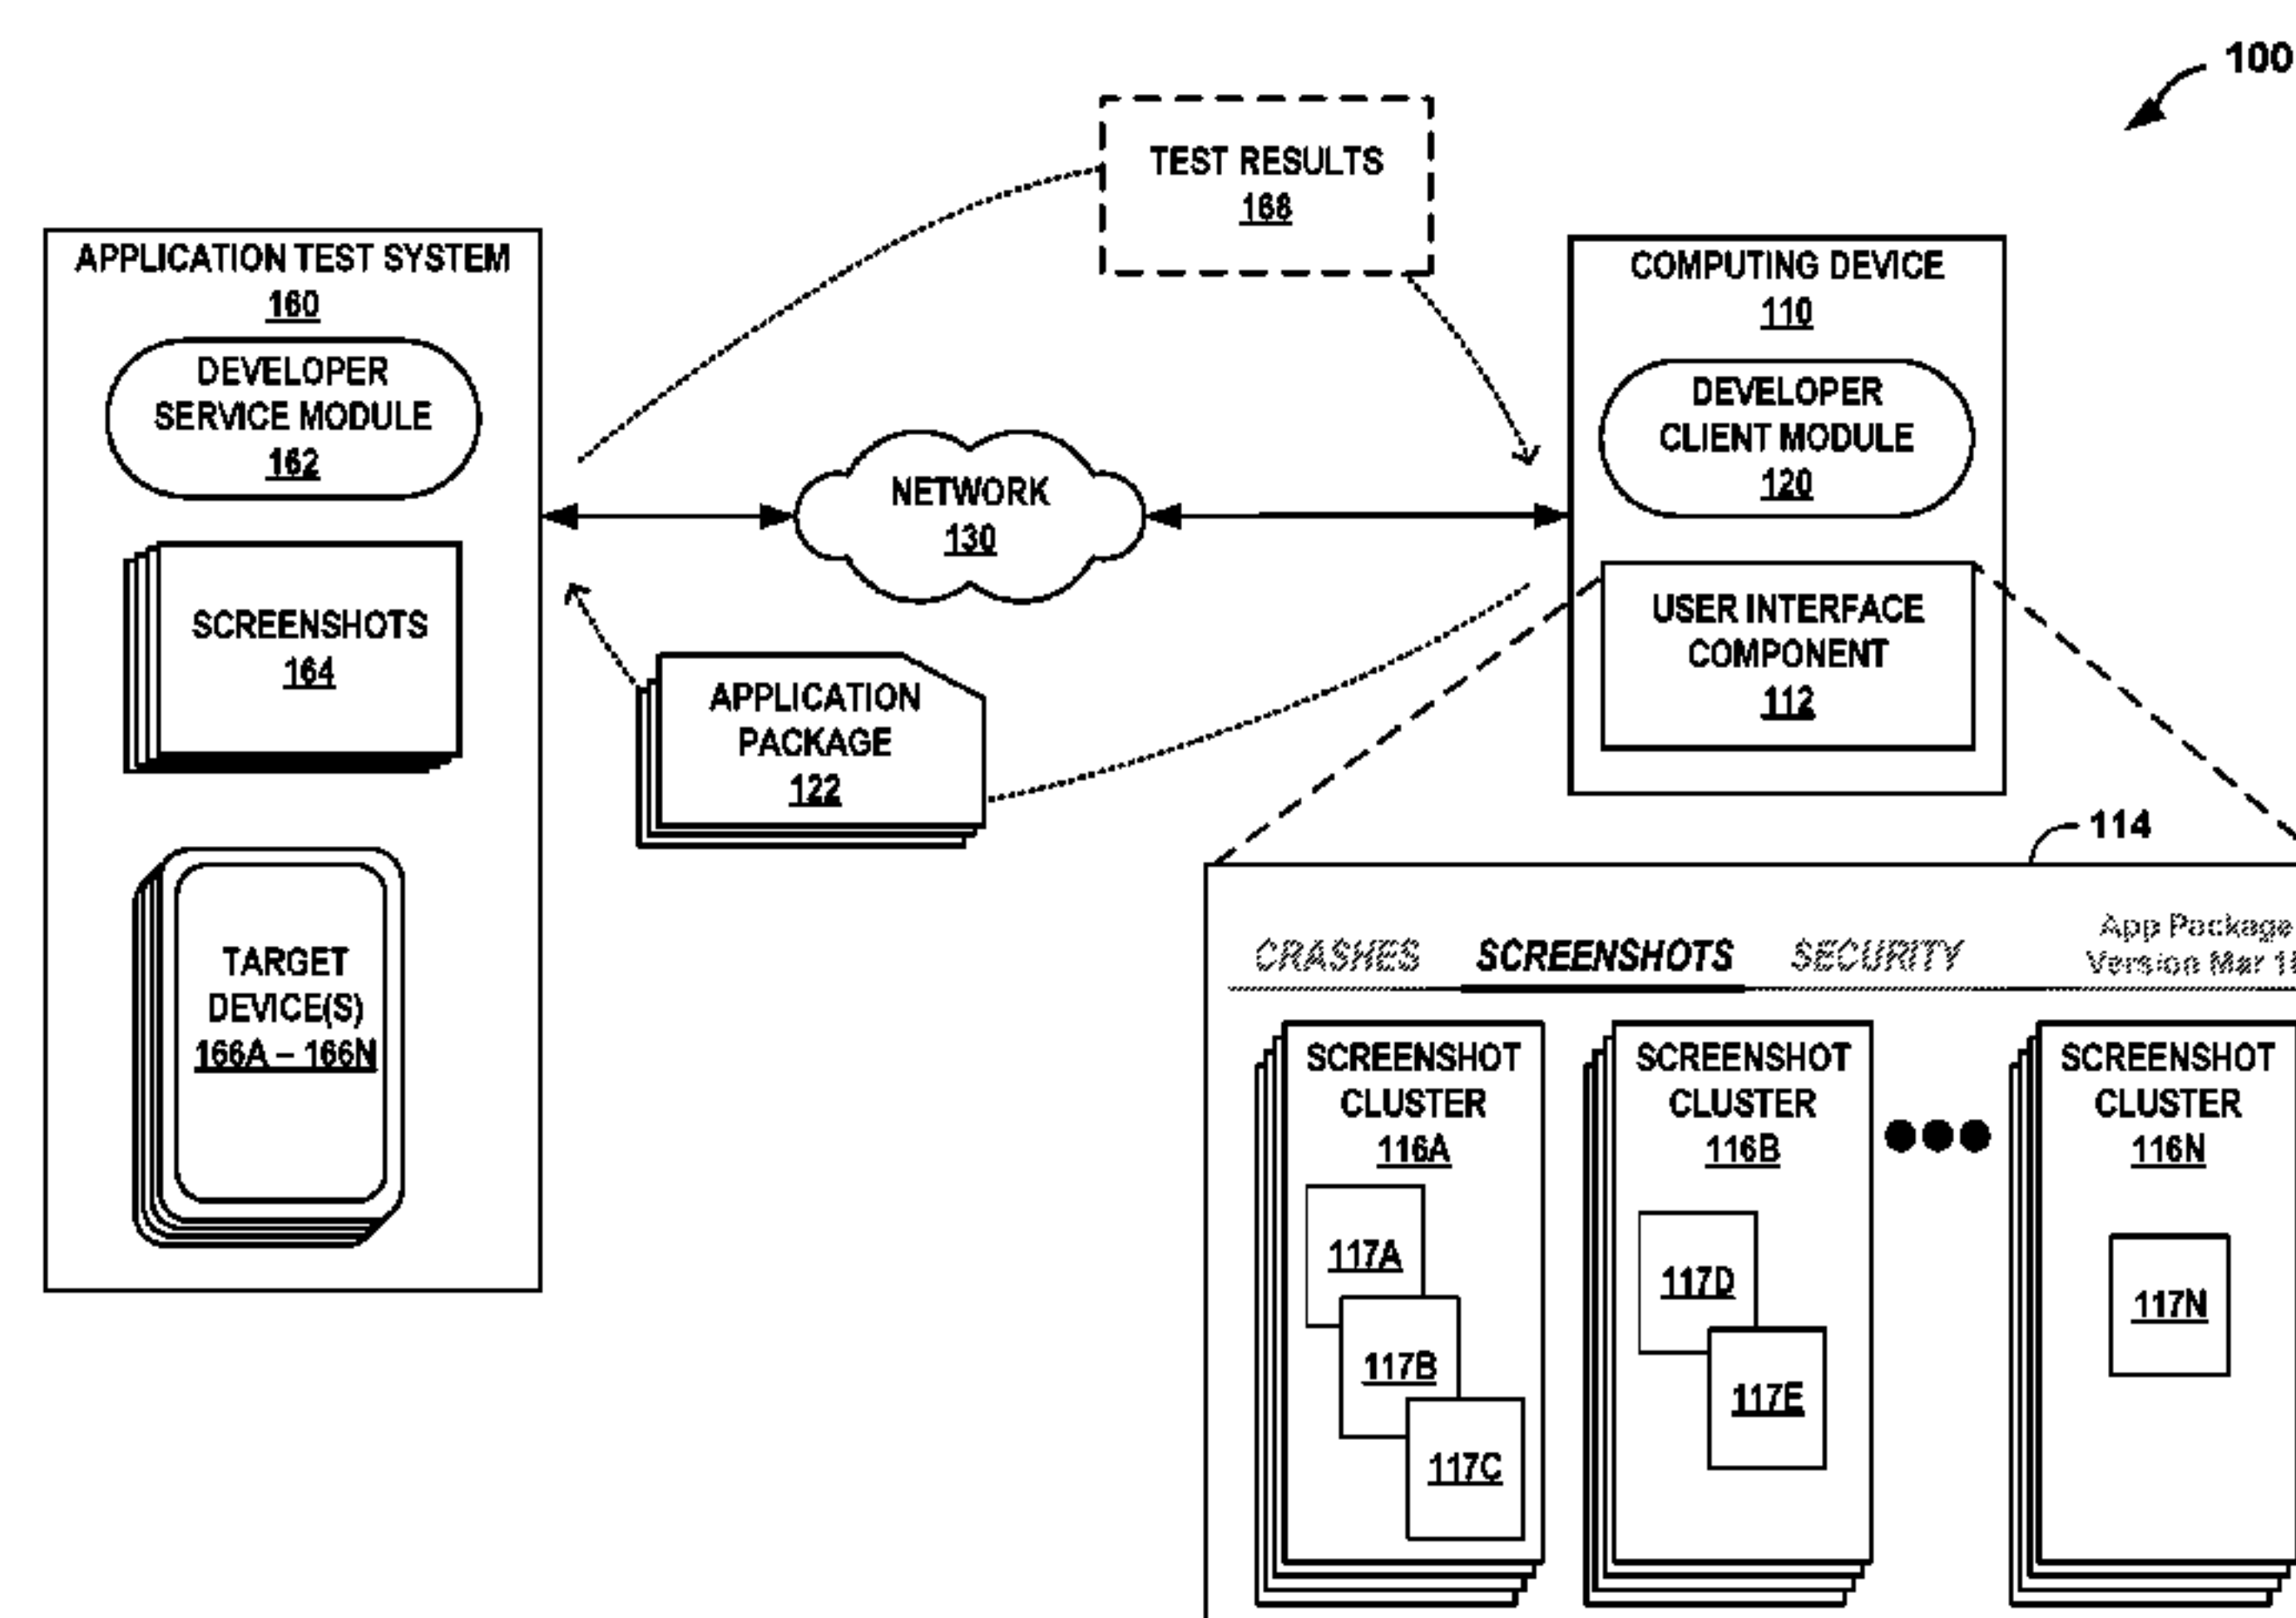 100
TEST RESULTS
168
APPLICATION TEST SYSTEM
160
DEVELOPER
SERVICE MODULE
162
SCREENSHOTS
164
TARGET
DEVICE(S)
166A – 166N
NETWORK
130
APPLICATION
PACKAGE
122
COMPUTING DEVICE
110
DEVELOPER
CLIENT MODULE
120
USER INTERFACE
COMPONENT
112
114
CRASHES SCREENSHOTS SECURITY
App Package
Version Mar
SCREENSHOT
CLUSTER
116A
117A
117B
117C
SCREENSHOT
CLUSTER
116B
117D
117E
SCREENSHOT
CLUSTER
116N
117N